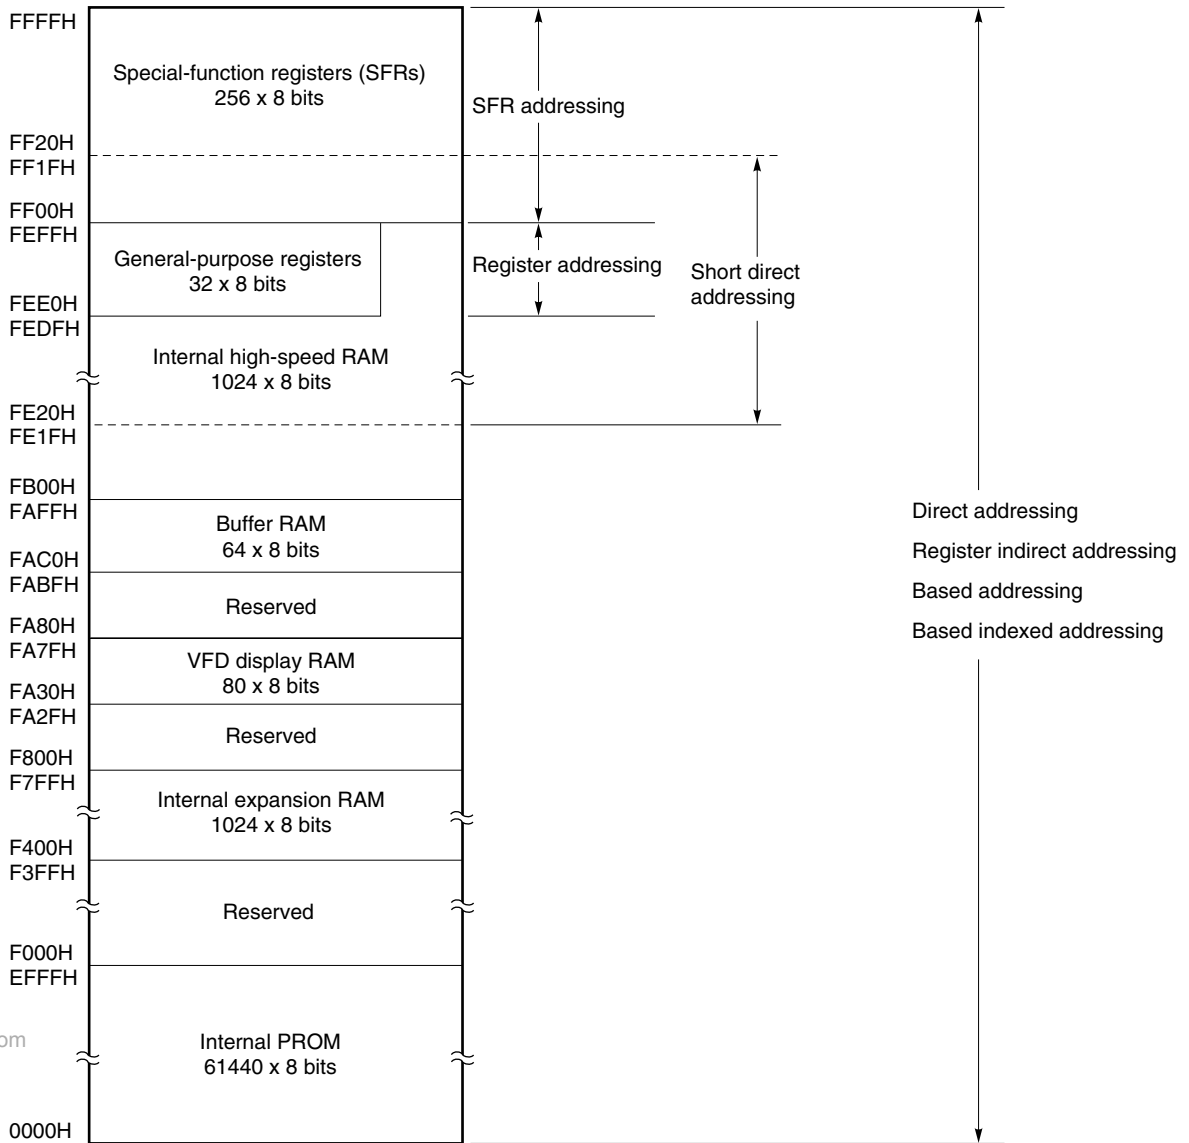 FFFFH
Special-function registers (SFRs)
256 x 8 bits
SFR addressing
FF20H
FF1FH
FF00H
FEFFH
General-purpose registers
32 x 8 bits
Register addressing
Short direct
addressing
FEE0H
FEDFH
Internal high-speed RAM
1024 x 8 bits
FE20H
FE1FH
FB00H
FAFFH
Buffer RAM
64 x 8 bits
Direct addressing
Register indirect addressing
Based addressing
Based indexed addressing
FAC0H
FABFH
Reserved
FA80H
FA7FH
VFD display RAM
80 x 8 bits
FA30H
FA2FH
Reserved
F800H
F7FFH
Internal expansion RAM
1024 x 8 bits
F400H
F3FFH
Reserved
F000H
EFFFH
Internal PROM
61440 x 8 bits
om
0000H